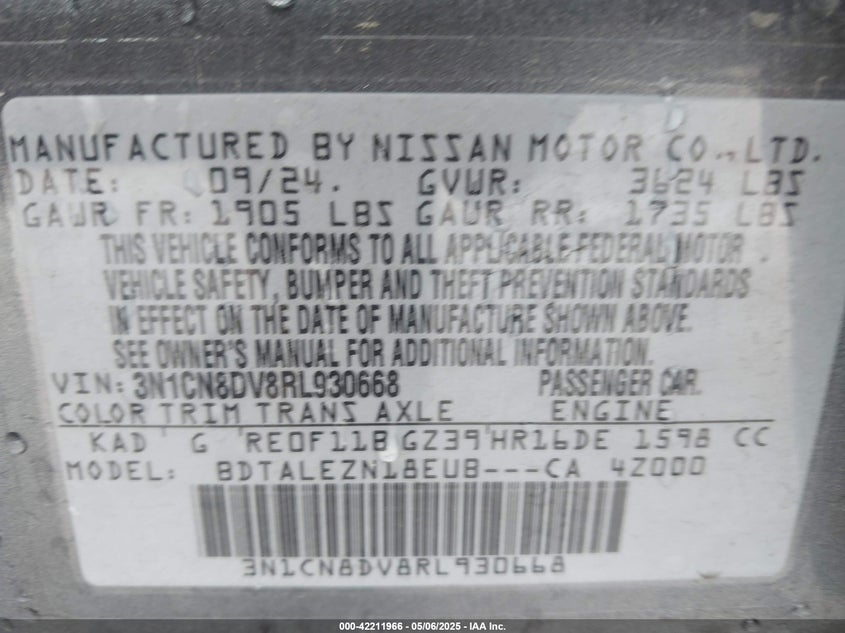 MANUFACTURED BY NISSAN MOTOR CO., LTD.
DATE: 09/24. GVWR: 3624 LBS
GAWR FR: 1905 LBS GAWR RR: 1735 LBS
THIS VEHICLE CONFORMS TO ALL APPLICABLE FEDERAL MOTOR
VEHICLE SAFETY, BUMPER AND THEFT PREVENTION STANDARDS
IN EFFECT ON THE DATE OF MANUFACTURE SHOWN ABOVE.
SEE OWNER'S MANUAL FOR ADDITIONAL INFORMATION.
VIN: 3N1CN8DV8RL930668 PASSENGER CAR.
COLOR TRIM TRANS AXLE ENGINE
KAD G RE0F11B GZ39 HR16DE 1598 CC
MODEL: BDTALEZN18EUB---CA 4Z000
3N1CN8DV8RL930668
000-42211966 - 05/06/2025 - IAA Inc.